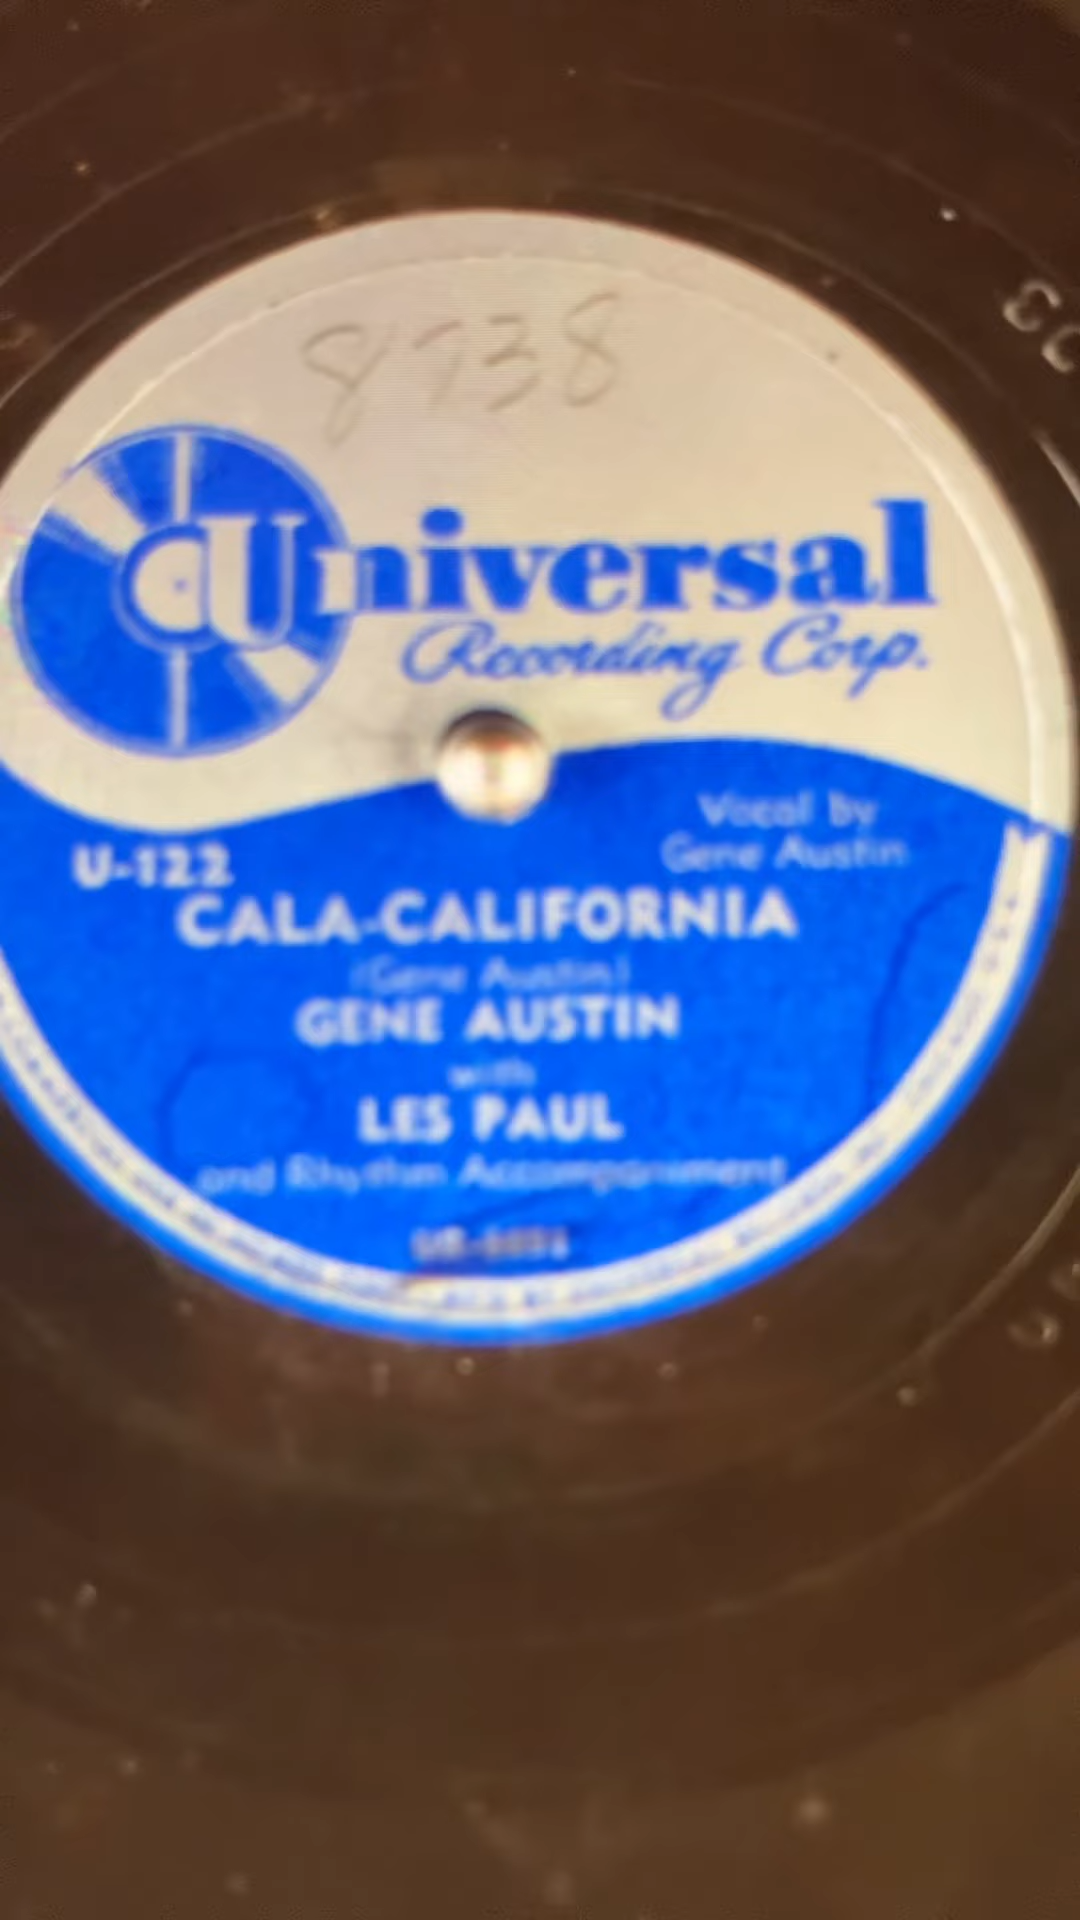 8738
Universal
Recording Corp.
Vocal by
Gene Austin
U-122
CALA-CALIFORNIA
(Gene Austin)
GENE AUSTIN
with
LES PAUL
and Rhythm Accompaniment